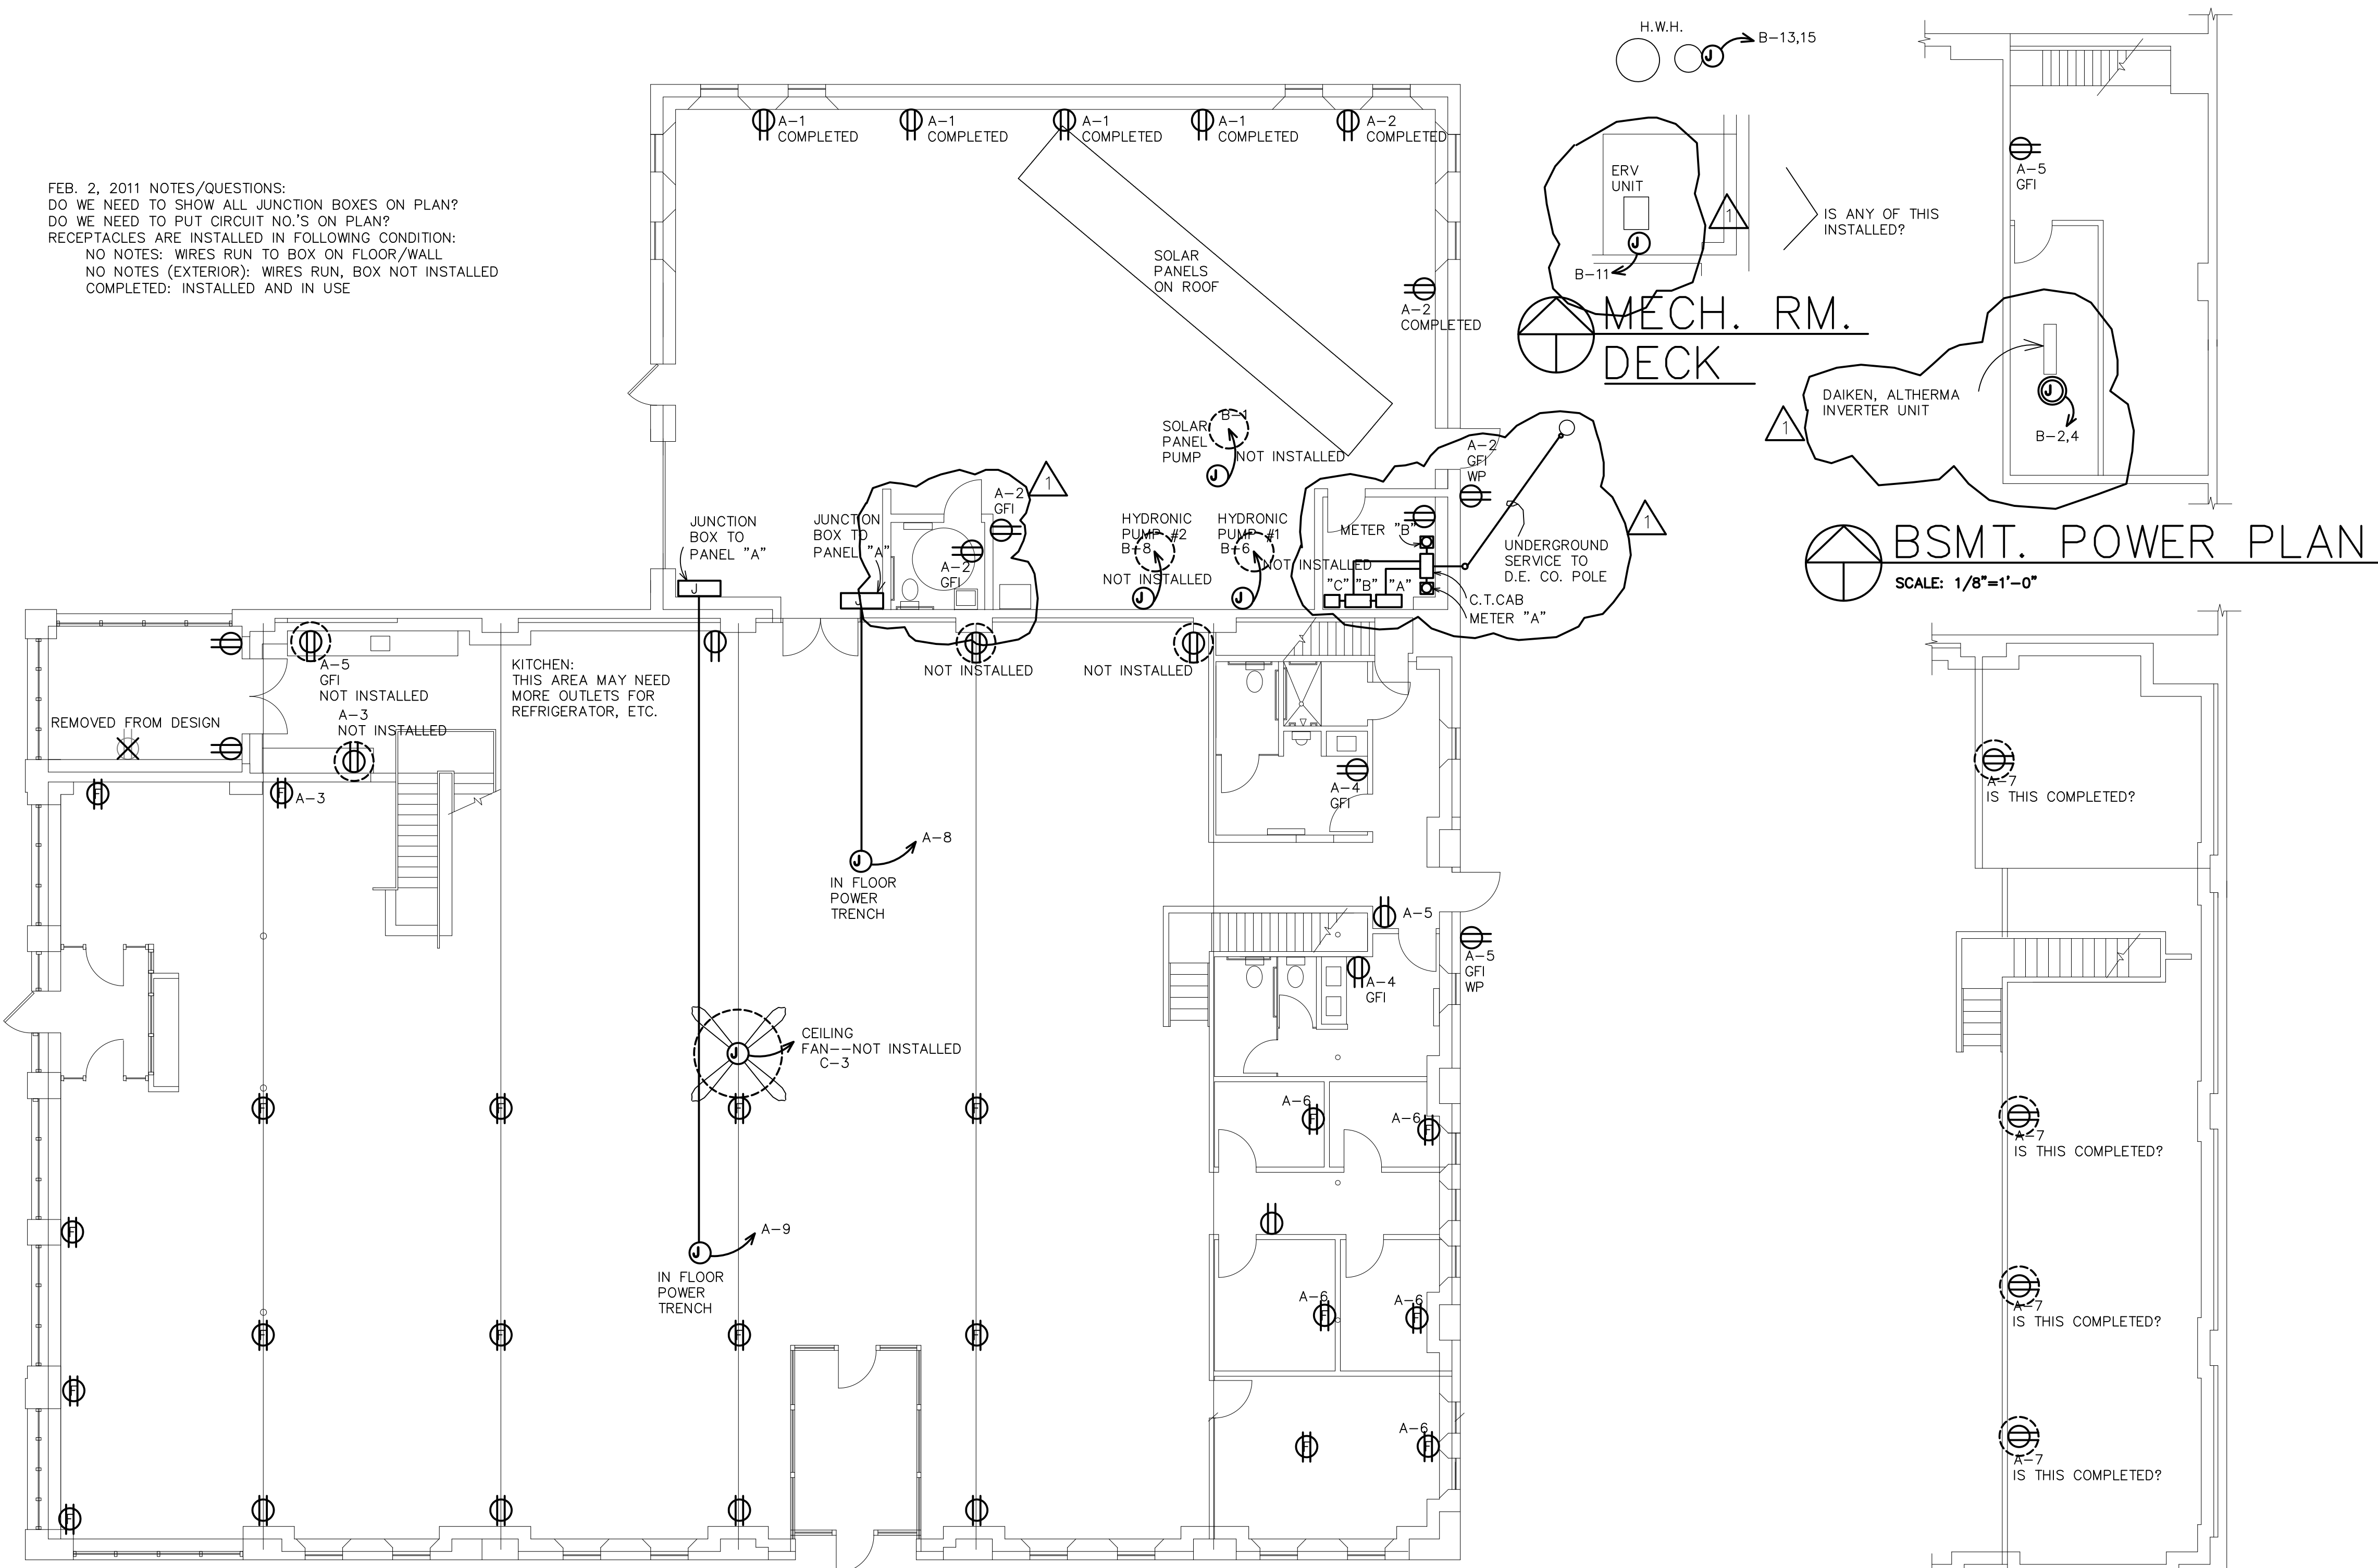 H.W.H.
J
B-13,15
FEB. 2, 2011 NOTES/QUESTIONS:
DO WE NEED TO SHOW ALL JUNCTION BOXES ON PLAN?
DO WE NEED TO PUT CIRCUIT NO.'S ON PLAN?
RECEPTACLES ARE INSTALLED IN FOLLOWING CONDITION:
NO NOTES: WIRES RUN TO BOX ON FLOOR/WALL
NO NOTES (EXTERIOR): WIRES RUN, BOX NOT INSTALLED
COMPLETED: INSTALLED AND IN USE
A-1
COMPLETED
A-1
COMPLETED
A-1
COMPLETED
A-1
COMPLETED
A-2
COMPLETED
SOLAR
PANELS
ON ROOF
A-2
COMPLETED
ERV
UNIT
J
B-11
1
IS ANY OF THIS
INSTALLED?
MECH. RM.
DECK
A-5
GFI
DAIKEN, ALTHERMA
INVERTER UNIT
J
B-2,4
1
BSMT. POWER PLAN
SCALE: 1/8"=1'-0"
SOLAR
PANEL
PUMP
B-1
NOT INSTALLED
J
A-2
GFI
WP
JUNCTION
BOX TO
PANEL "A"
J
JUNCTION
BOX TO
PANEL "A"
J
A-2
GFI
1
A-2
GFI
HYDRONIC
PUMP #2
B-8
NOT INSTALLED
J
HYDRONIC
PUMP #1
B-6
NOT INSTALLED
J
METER "B"
"C" "B" "A"
UNDERGROUND
SERVICE TO
D.E. CO. POLE
C.T.CAB
METER "A"
1
A-5
GFI
NOT INSTALLED
A-3
NOT INSTALLED
KITCHEN:
THIS AREA MAY NEED
MORE OUTLETS FOR
REFRIGERATOR, ETC.
NOT INSTALLED
NOT INSTALLED
REMOVED FROM DESIGN
F
F
A-3
A-4
GFI
A-7
IS THIS COMPLETED?
J
A-8
IN FLOOR
POWER
TRENCH
A-5
A-5
GFI
WP
A-4
GFI
J
CEILING
FAN--NOT INSTALLED
C-3
F
F
F
F
A-6
F
A-6
F
A-7
IS THIS COMPLETED?
F
J
A-9
IN FLOOR
POWER
TRENCH
A-6
F
A-6
F
A-7
IS THIS COMPLETED?
F
F
F
F
F
F
A-6
F
A-7
IS THIS COMPLETED?
F